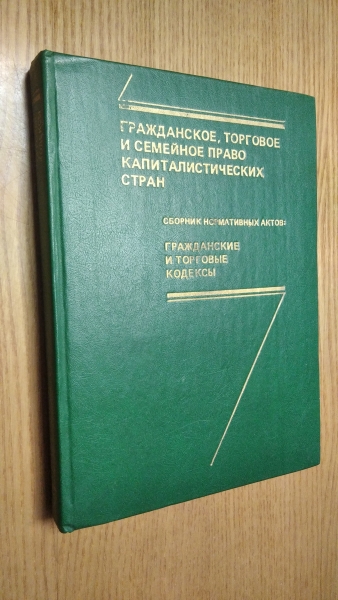 ГРАЖДАНСКОЕ, ТОРГОВОЕ
И СЕМЕЙНОЕ ПРАВО
КАПИТАЛИСТИЧЕСКИХ
СТРАН
СБОРНИК НОРМАТИВНЫХ АКТОВ:
ГРАЖДАНСКИЕ
И ТОРГОВЫЕ
КОДЕКСЫ